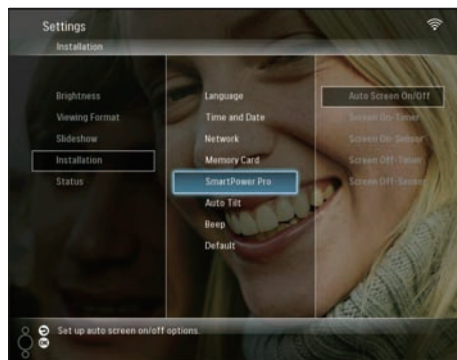 Settings
Installation
Brightness
Viewing Format
Slideshow
Installation
Status
Language
Time and Date
Network
Memory Card
SmartPower Pro
Auto Tilt
Beep
Default
Auto Screen On/Off
Screen On-Timer
Screen On-Sensor
Screen Off-Timer
Screen Off-Sensor
OK
Set up auto screen on/off options.